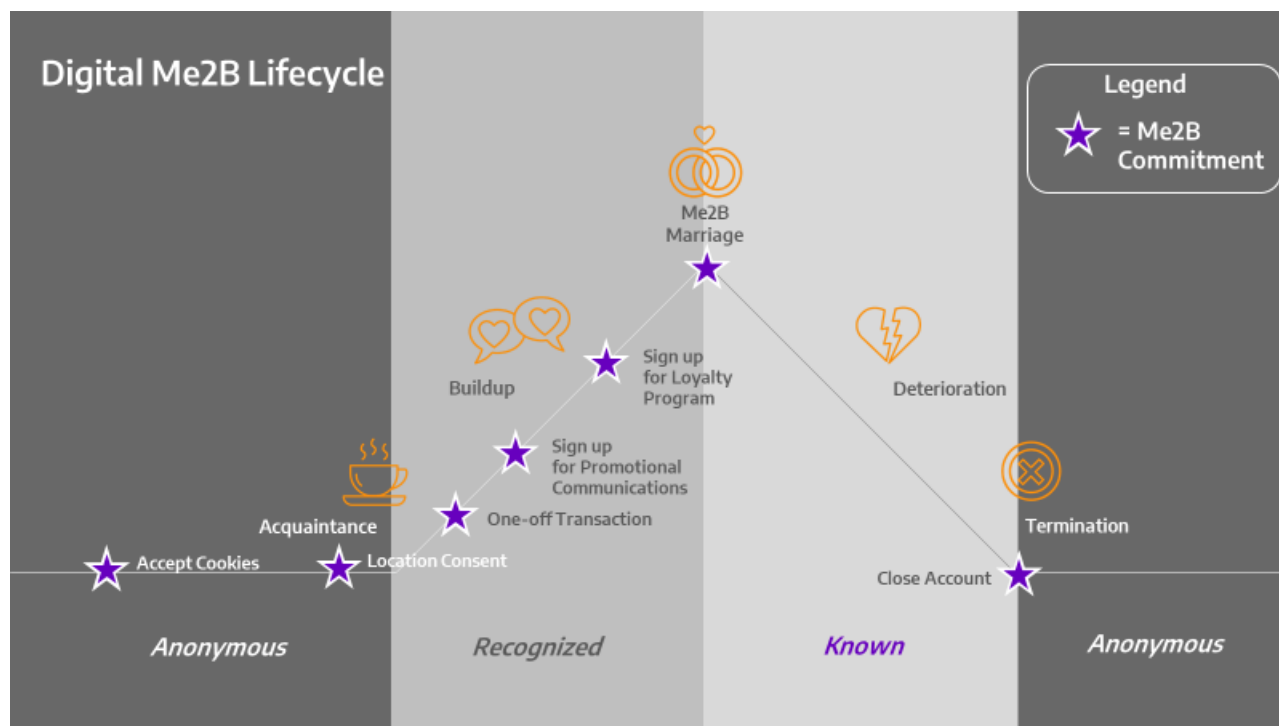 Digital Me2B Lifecycle
Legend
= Me2B
Commitment
Me2B
Marriage
Buildup
Sign up
for Loyalty
Program
Deterioration
Sign up
for Promotional
Communications
Acquaintance
One-off Transaction
Termination
Accept Cookies
Location Consent
Close Account
Anonymous
Recognized
Known
Anonymous